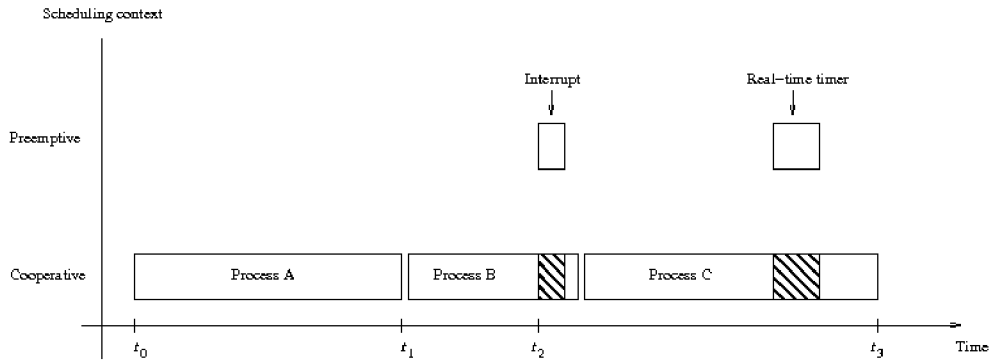 Scheduling context
Interrupt
Real-time timer
Preemptive
Cooperative
Process A
Process B
Process C
t0
t1
t2
t3
Time